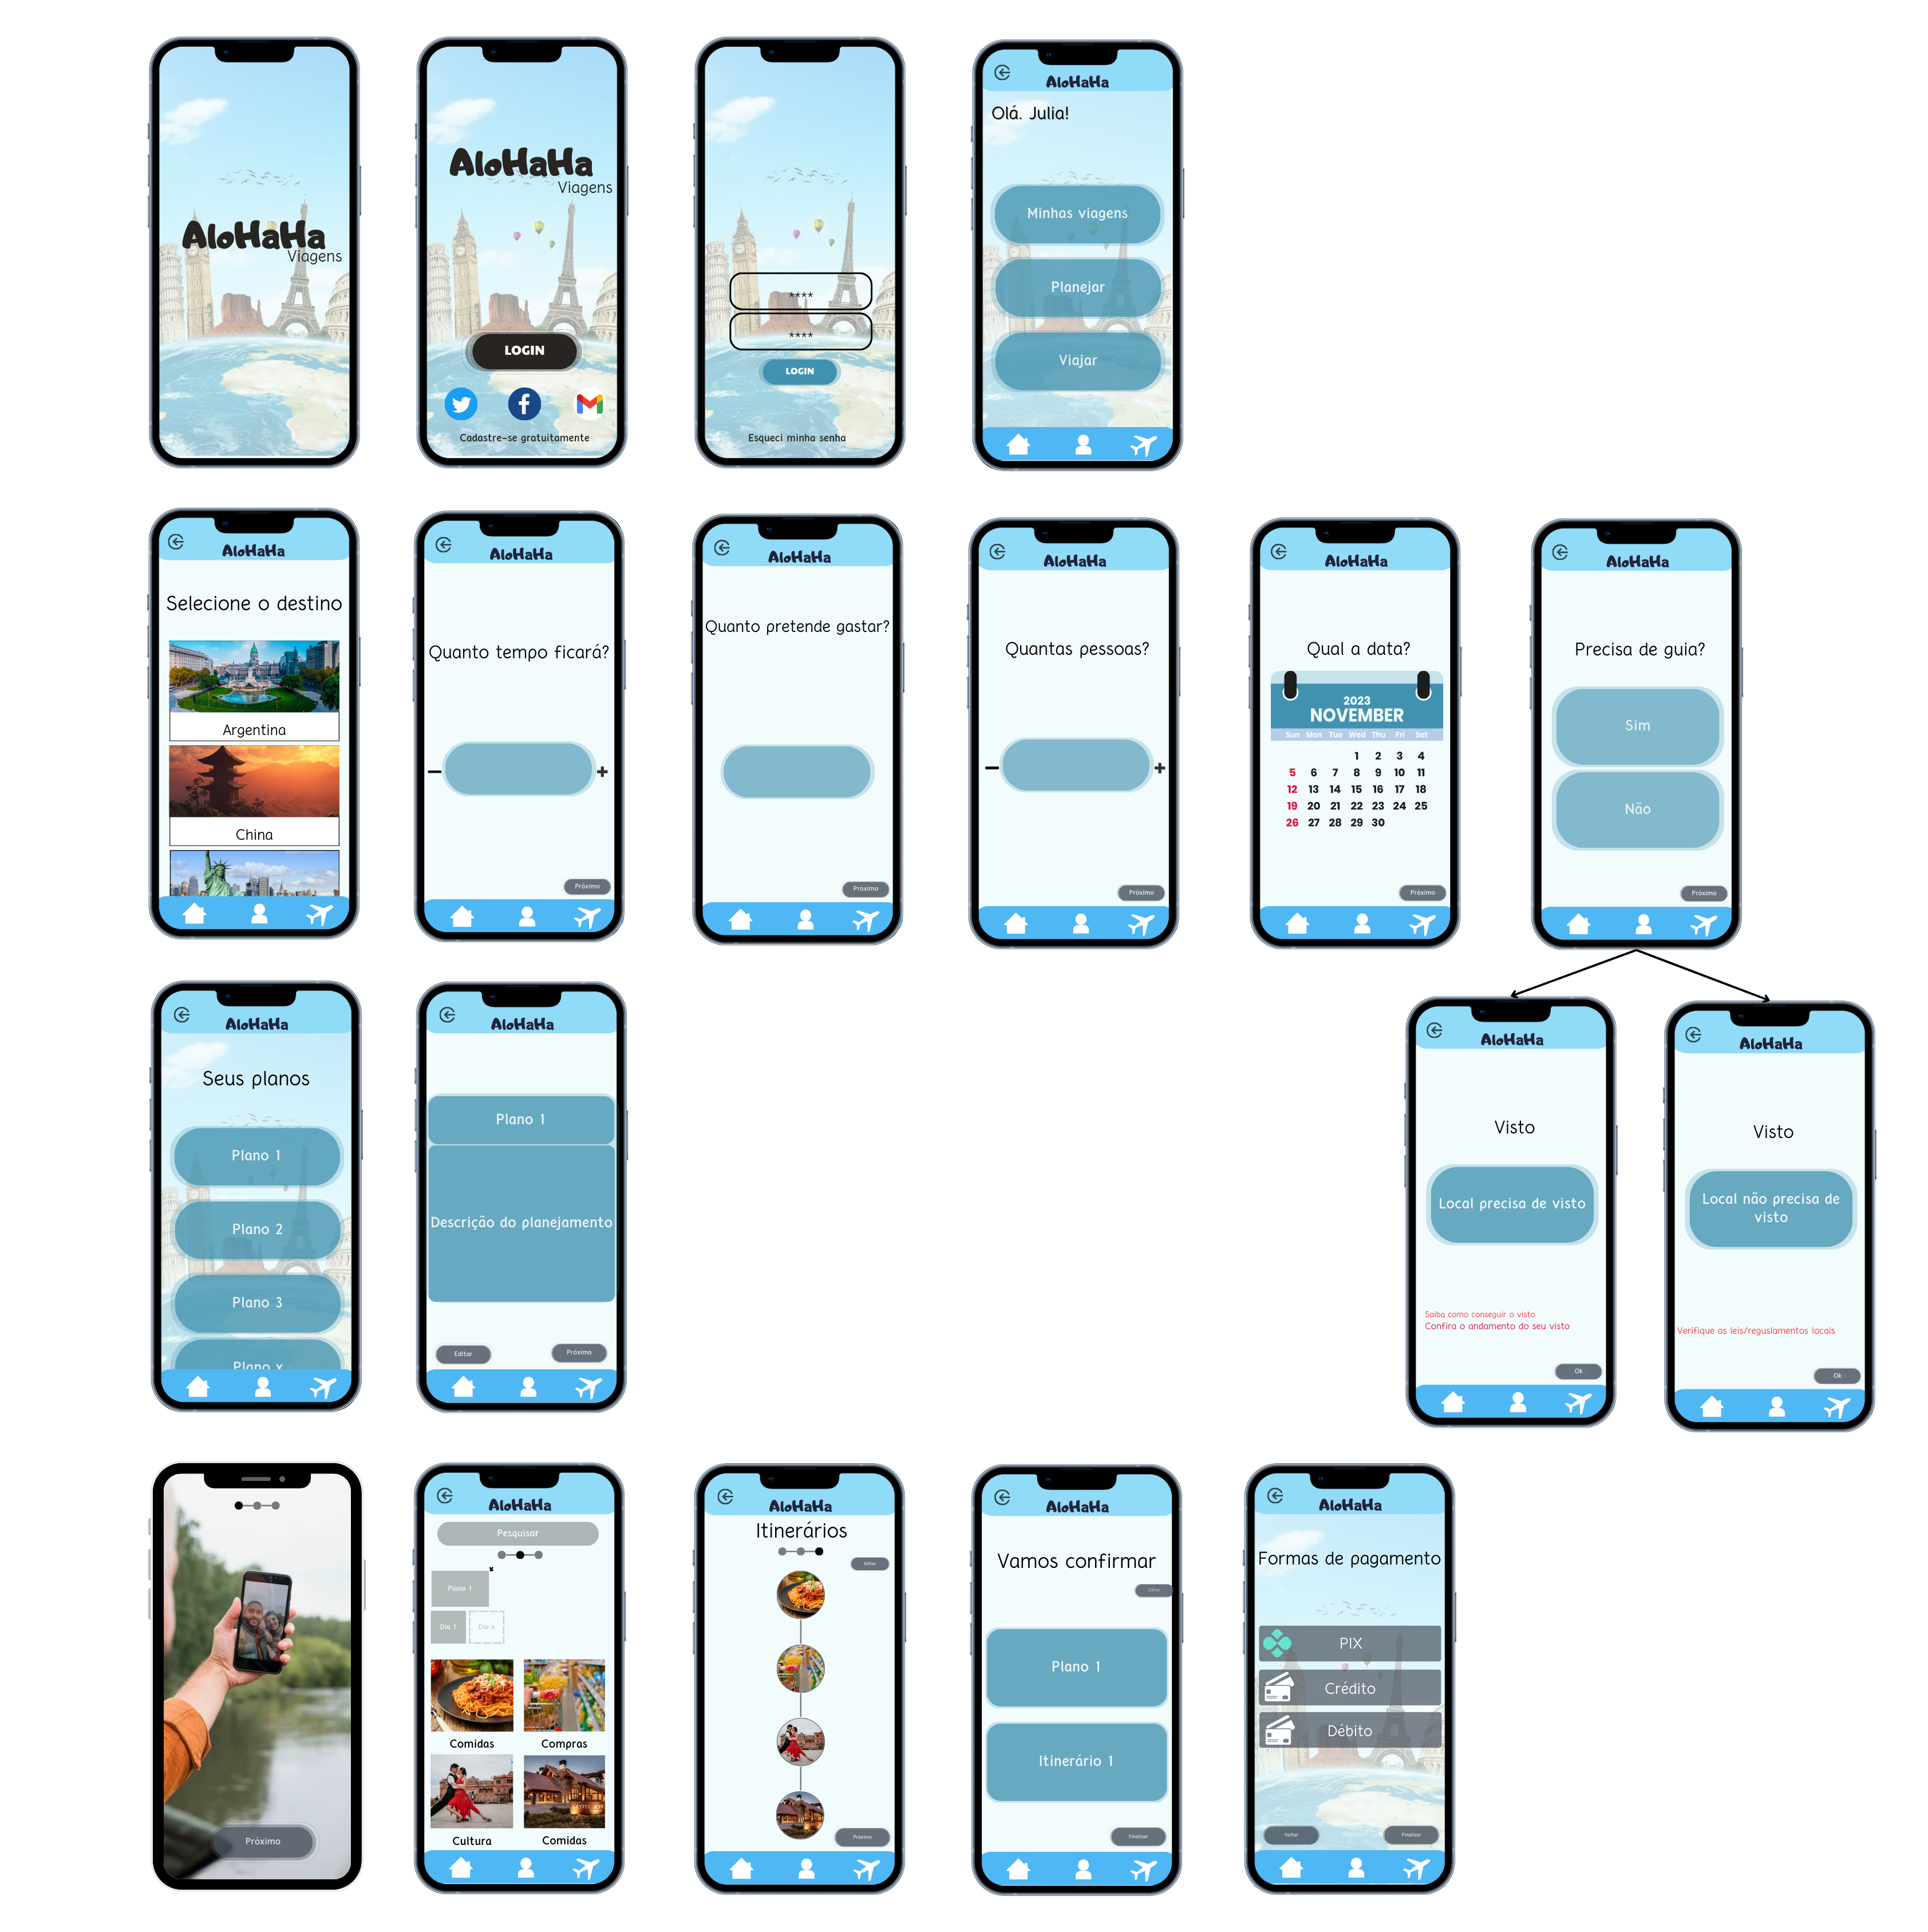 AloHaHa
Viagens
AloHaHa
Viagens
LOGIN
Cadastre-se gratuitamente
****
****
LOGIN
Esqueci minha senha
AloHaHa
Olá. Julia!
Minhas viagens
Planejar
Viajar
AloHaHa
Selecione o destino
Argentina
China
AloHaHa
Quanto tempo ficará?
−
+
Próximo
AloHaHa
Quanto pretende gastar?
Próximo
AloHaHa
Quantas pessoas?
−
+
Próximo
AloHaHa
Qual a data?
2023
NOVEMBER
Sun Mon Tue Wed Thu Fri Sat
1 2 3 4
5 6 7 8 9 10 11
12 13 14 15 16 17 18
19 20 21 22 23 24 25
26 27 28 29 30
Próximo
AloHaHa
Precisa de guia?
Sim
Não
Próximo
AloHaHa
Seus planos
Plano 1
Plano 2
Plano 3
Plano x
AloHaHa
Plano 1
Descrição do planejamento
Editar
Próximo
AloHaHa
Visto
Local precisa de visto
Saiba como conseguir o visto
Confira o andamento do seu visto
Ok
AloHaHa
Visto
Local não precisa de
visto
Verifique as leis/reguslamentos locais
Ok
Próximo
AloHaHa
Pesquisar
x
Plano 1
Dia 1
Dia x
Comidas
Compras
Cultura
Comidas
AloHaHa
Itinerários
Editar
Próximo
AloHaHa
Vamos confirmar
Editar
Plano 1
Itinerário 1
Finalizar
AloHaHa
Formas de pagamento
PIX
Crédito
Débito
Voltar
Finalizar